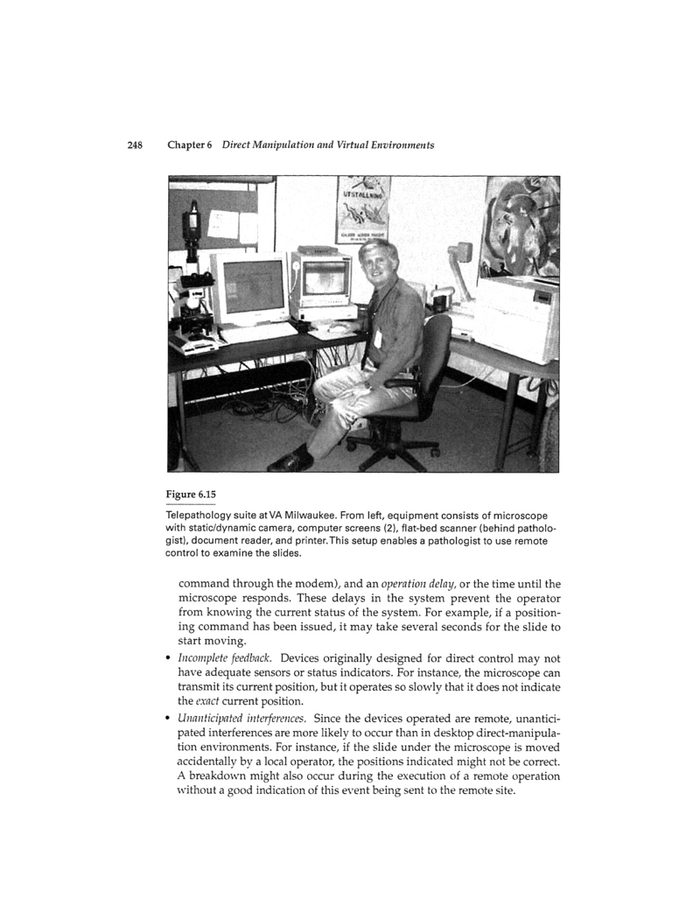 248 Chapter 6 Direct Manipulation and Virtual Environments
UTSTÄLLNING
Figure 6.15
Telepathology suite at VA Milwaukee. From left, equipment consists of microscope
with static/dynamic camera, computer screens (2), flat-bed scanner (behind patholo-
gist), document reader, and printer. This setup enables a pathologist to use remote
control to examine the slides.
command through the modem), and an operation delay, or the time until the
microscope responds. These delays in the system prevent the operator
from knowing the current status of the system. For example, if a position-
ing command has been issued, it may take several seconds for the slide to
start moving.
• Incomplete feedback. Devices originally designed for direct control may not
have adequate sensors or status indicators. For instance, the microscope can
transmit its current position, but it operates so slowly that it does not indicate
the exact current position.
• Unanticipated interferences. Since the devices operated are remote, unantici-
pated interferences are more likely to occur than in desktop direct-manipula-
tion environments. For instance, if the slide under the microscope is moved
accidentally by a local operator, the positions indicated might not be correct.
A breakdown might also occur during the execution of a remote operation
without a good indication of this event being sent to the remote site.